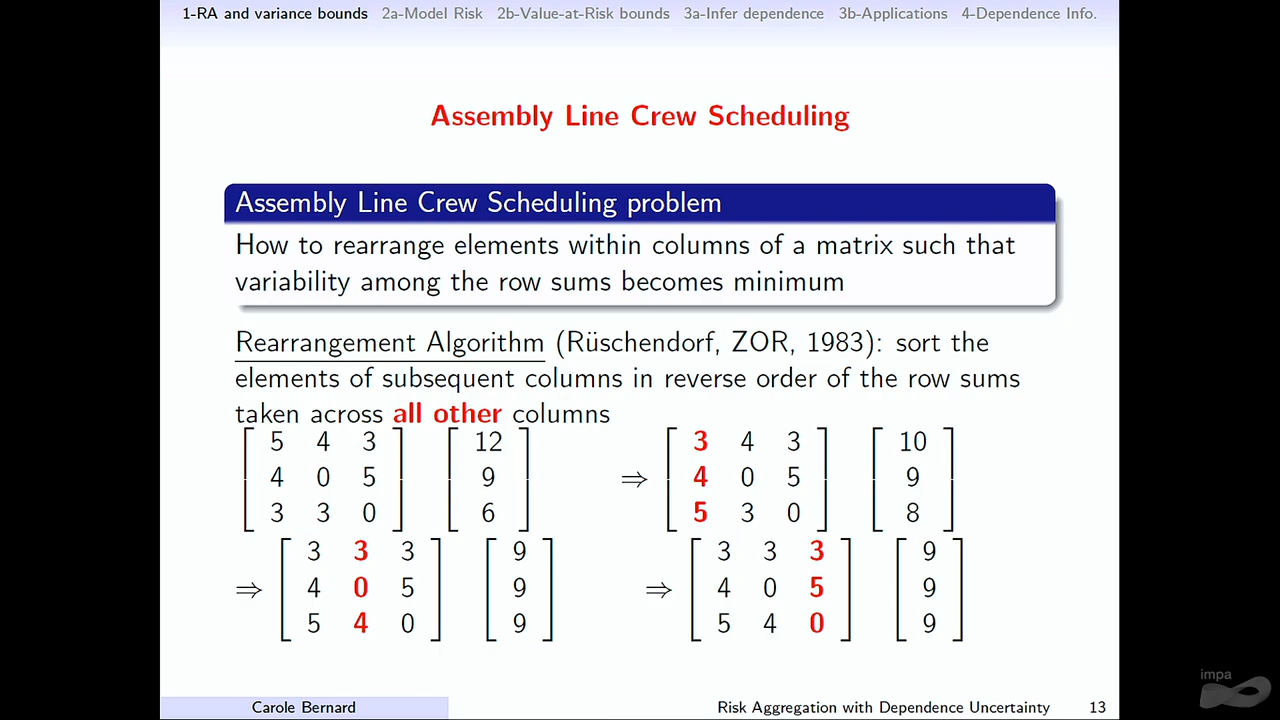 1-RA and variance bounds 2a-Model Risk 2b-Value-at-Risk bounds 3a-Infer dependence 3b-Applications 4-Dependence Info.
Assembly Line Crew Scheduling
Assembly Line Crew Scheduling problem
How to rearrange elements within columns of a matrix such that
variability among the row sums becomes minimum
Rearrangement Algorithm (Rüschendorf, ZOR, 1983): sort the
elements of subsequent columns in reverse order of the row sums
taken across all other columns
5 4 3 12 3 4 3 10
4 0 5 9 ⇒ 4 0 5 9
3 3 0 6 5 3 0 8
3 3 3 9 3 3 3 9
⇒ 4 0 5 9 ⇒ 4 0 5 9
5 4 0 9 5 4 0 9
impa
Carole Bernard Risk Aggregation with Dependence Uncertainty 13